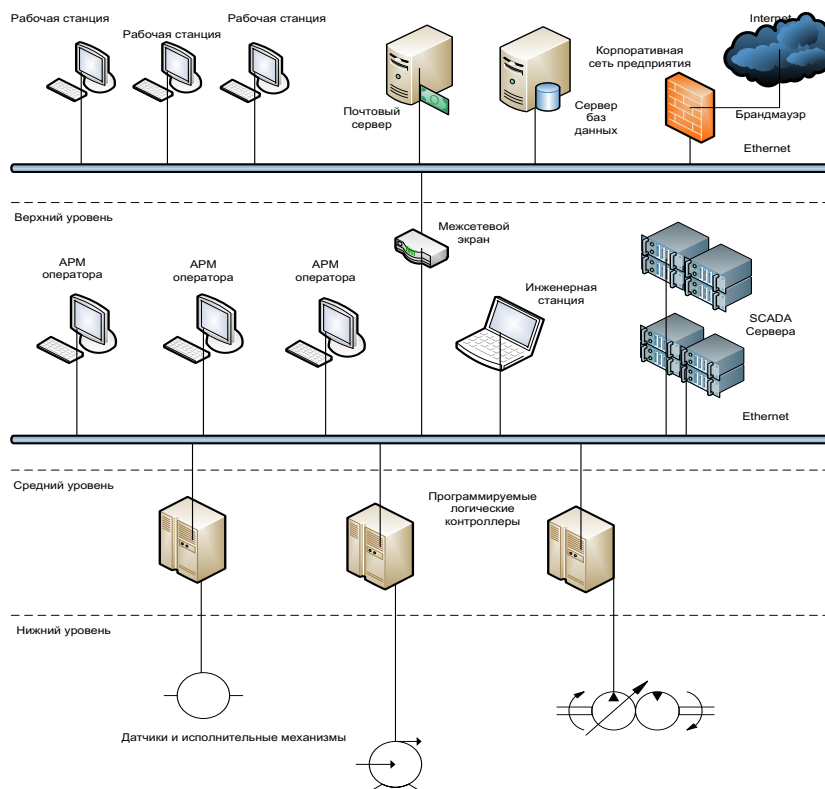 Рабочая станция
Рабочая станция
Рабочая станция
Internet
Корпоративная
сеть предприятия
Почтовый
сервер
Сервер
баз
данных
Брандмауэр
Ethernet
Верхний уровень
Межсетевой
экран
АРМ
оператора
АРМ
оператора
АРМ
оператора
Инженерная
станция
SCADA
Сервера
Ethernet
Средний уровень
Программируемые
логические
контроллеры
Нижний уровень
Датчики и исполнительные механизмы